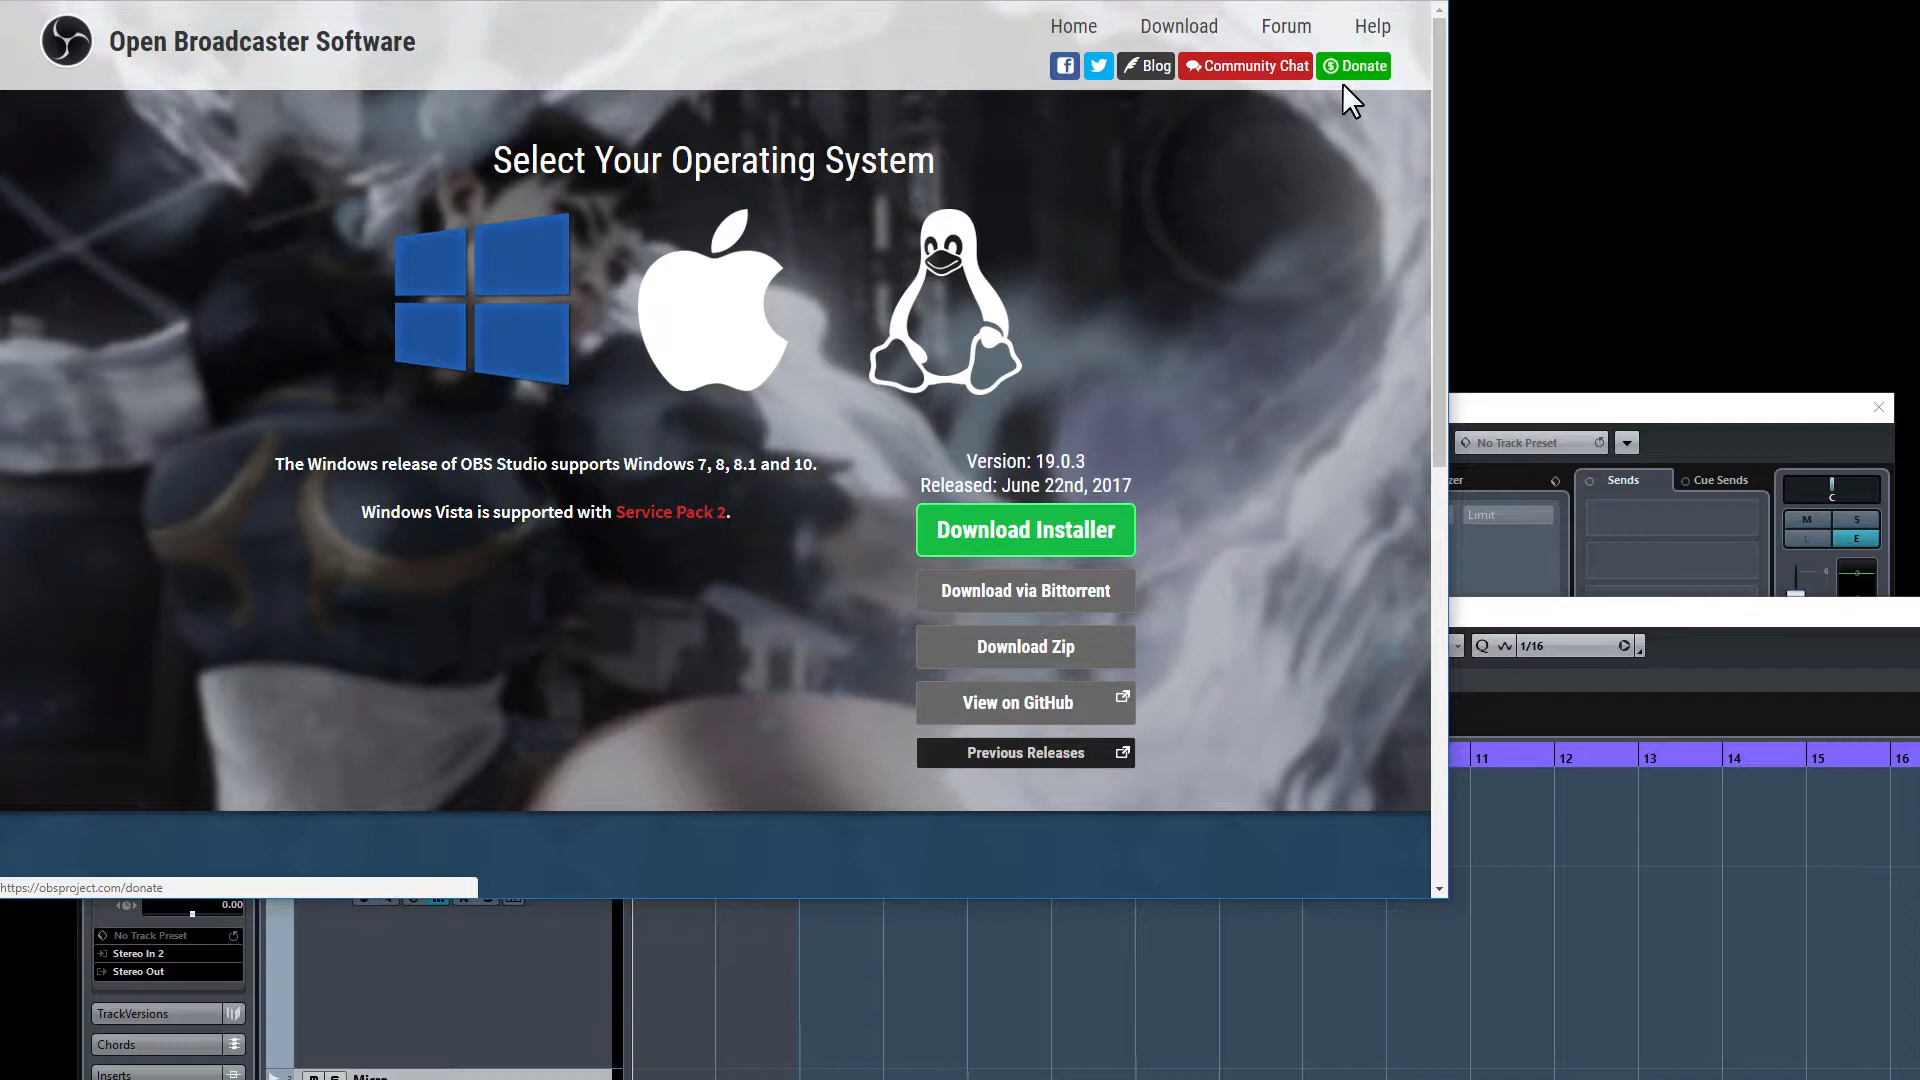 Open Broadcaster Software
Home Download Forum Help
Blog Community Chat Donate
Select Your Operating System
The Windows release of OBS Studio supports Windows 7, 8, 8.1 and 10.
Windows Vista is supported with Service Pack 2.
Version: 19.0.3
Released: June 22nd, 2017
Download Installer
Download via Bittorrent
Download Zip
View on GitHub
Previous Releases
https://obsproject.com/donate
No Track Preset
Sends Cue Sends
C
Limit
M S
L E
6
Q 1/16
11 12 13 14 15 16
0.00
No Track Preset
Stereo In 2
Stereo Out
TrackVersions
Chords
Inserts